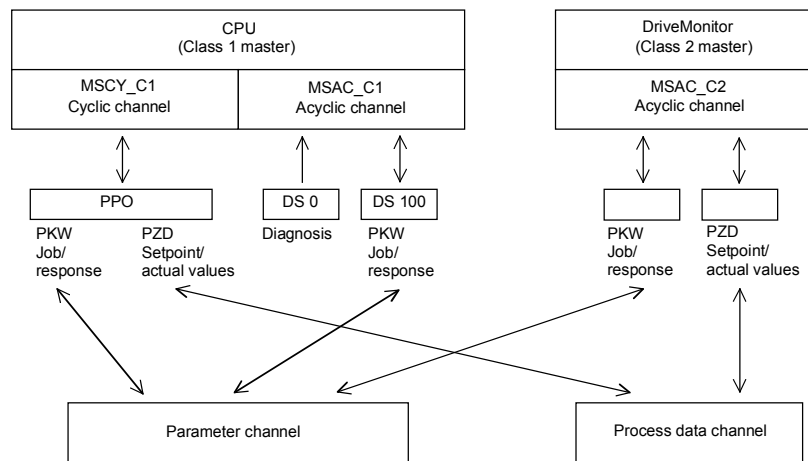 CPU
(Class 1 master)
DriveMonitor
(Class 2 master)
MSCY_C1
Cyclic channel
MSAC_C1
Acyclic channel
MSAC_C2
Acyclic channel
PPO
DS 0
DS 100
PKW
Job/
response
PZD
Setpoint/
actual values
Diagnosis
PKW
Job/
response
PKW
Job/
response
PZD
Setpoint/
actual values
Parameter channel
Process data channel